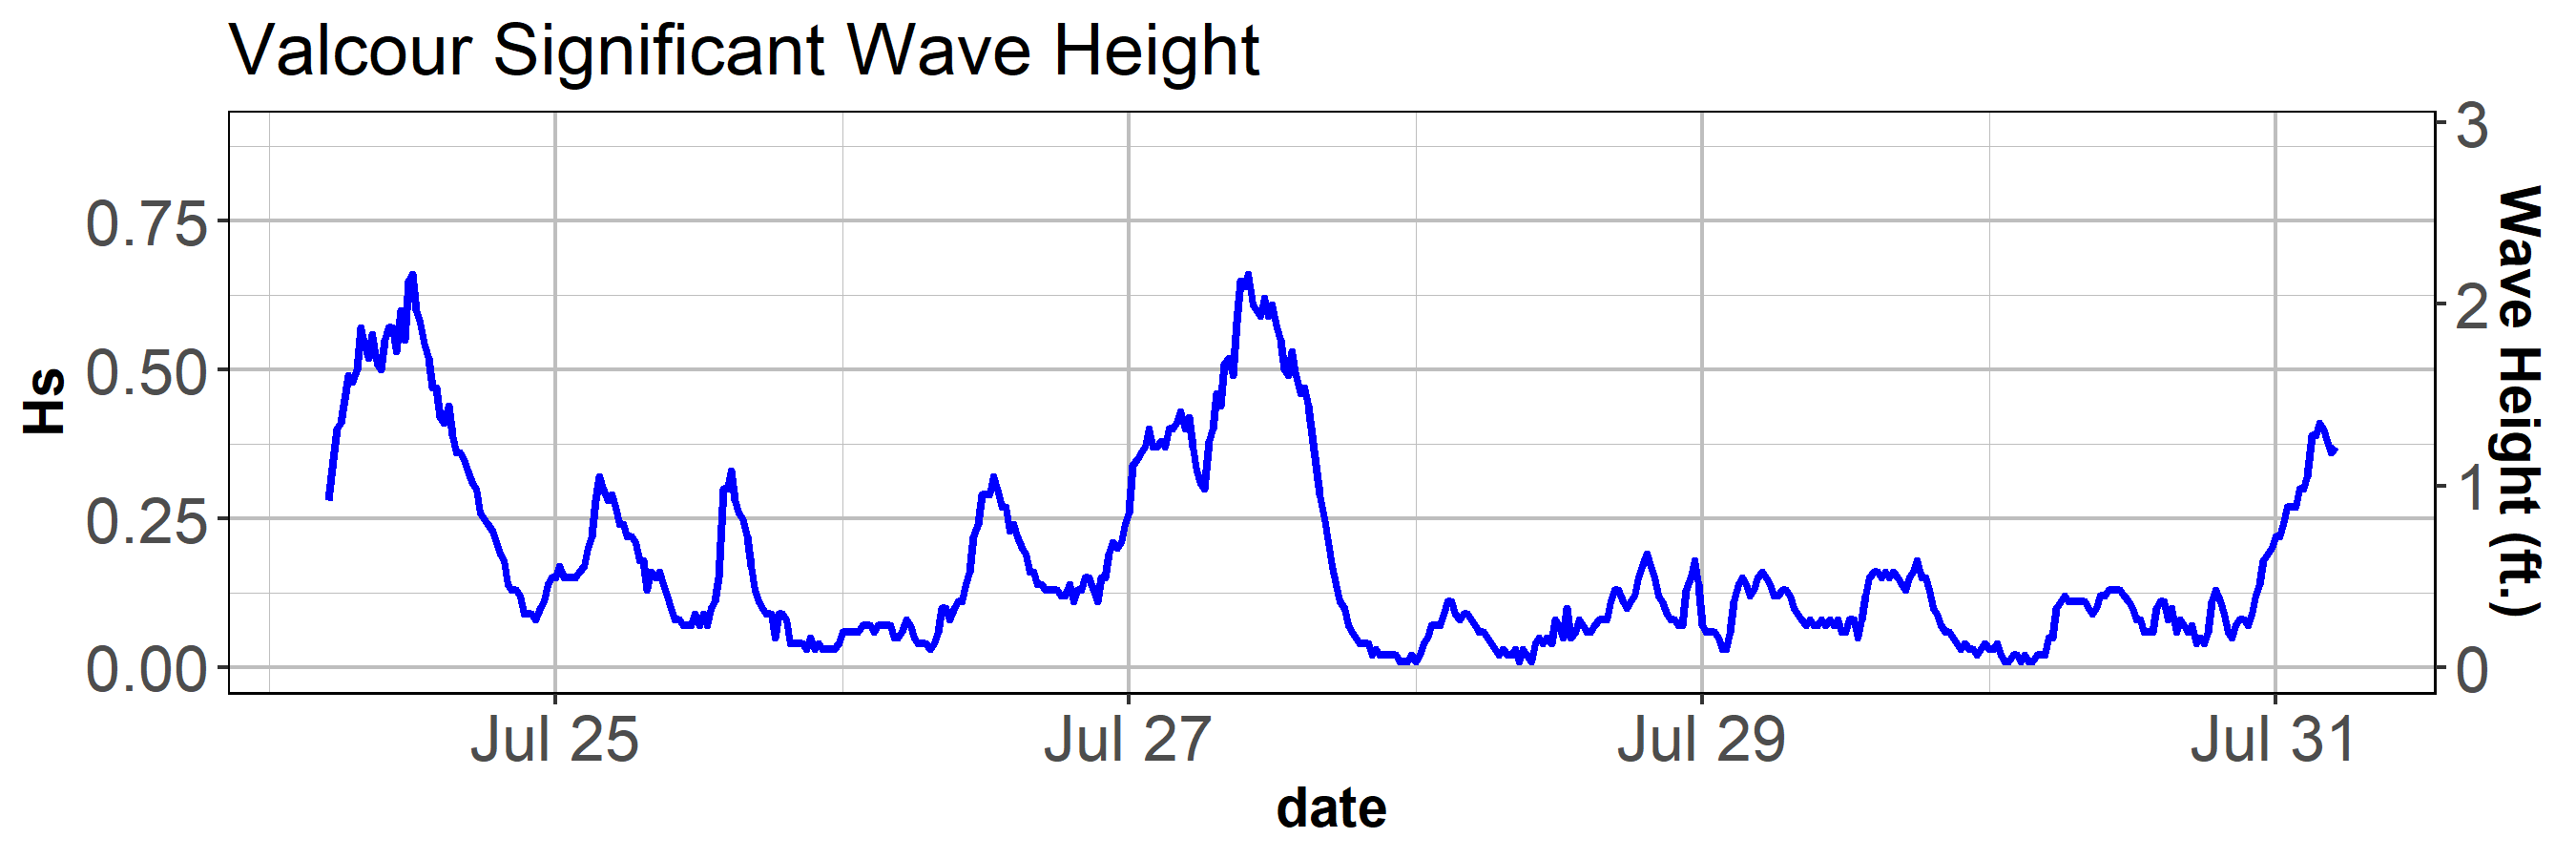 Valcour Significant Wave Height
Hs
0.75
0.50
0.25
0.00
3
2
1
0
Wave Height (ft.)
Jul 25
Jul 27
Jul 29
Jul 31
date